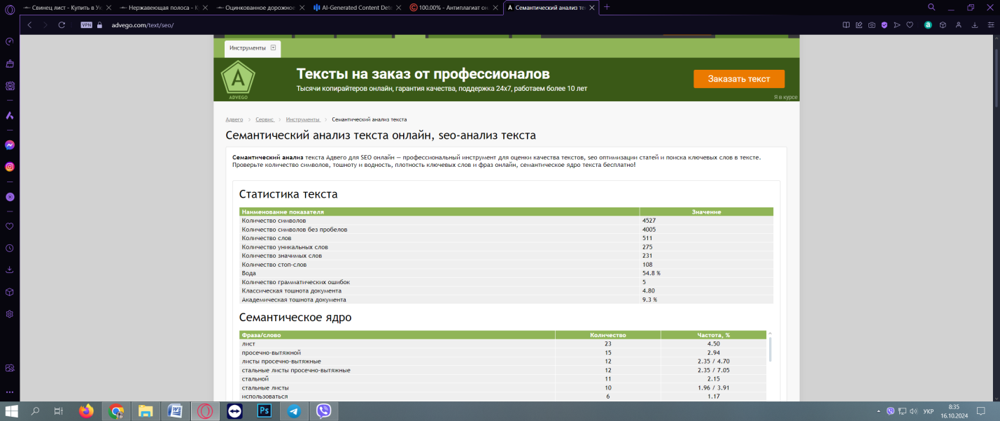 Свинец лист - Купить в Ук
Нержавеющая полоса - К
Оцинкованное дорожное
AI-Generated Content Dete
100.00% - Антиплагиат он
Семантический анализ те
VPN advego.com/text/seo/
Инструменты
A
ADVEGO
Тексты на заказ от профессионалов
Тысячи копирайтеров онлайн, гарантия качества, поддержка 24x7, работаем более 10 лет
Заказать текст
Я в курсе
Адвего > Сервис > Инструменты > Семантический анализ текста
Семантический анализ текста онлайн, seo-анализ текста
Семантический анализ текста Адвего для SEO онлайн — профессиональный инструмент для оценки качества текстов, seo оптимизации статей и поиска ключевых слов в тексте.
Проверьте количество символов, тошноту и водность, плотность ключевых слов и фраз онлайн, семантическое ядро текста бесплатно!
Статистика текста
Наименование показателя Значение
Количество символов 4527
Количество символов без пробелов 4005
Количество слов 511
Количество уникальных слов 275
Количество значимых слов 231
Количество стоп-слов 108
Вода 54.8 %
Количество грамматических ошибок 5
Классическая тошнота документа 4.80
Академическая тошнота документа 9.3 %
Семантическое ядро
Фраза/слово Количество Частота, %
лист 23 4.50
просечно-вытяжной 15 2.94
листы просечно-вытяжные 12 2.35 / 4.70
стальные листы просечно-вытяжные 12 2.35 / 7.05
стальной 11 2.15
стальные листы 10 1.96 / 3.91
использоваться 6 1.17
Ps
УКР
8:35
16.10.2024